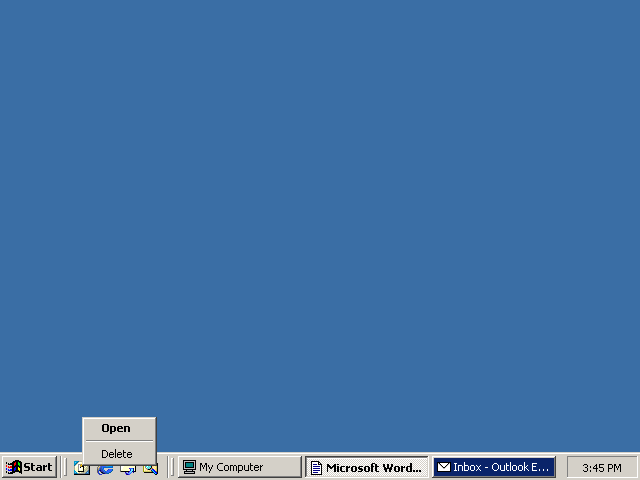 Open
Delete
Start
My Computer
Microsoft Word...
Inbox - Outlook E...
3:45 PM